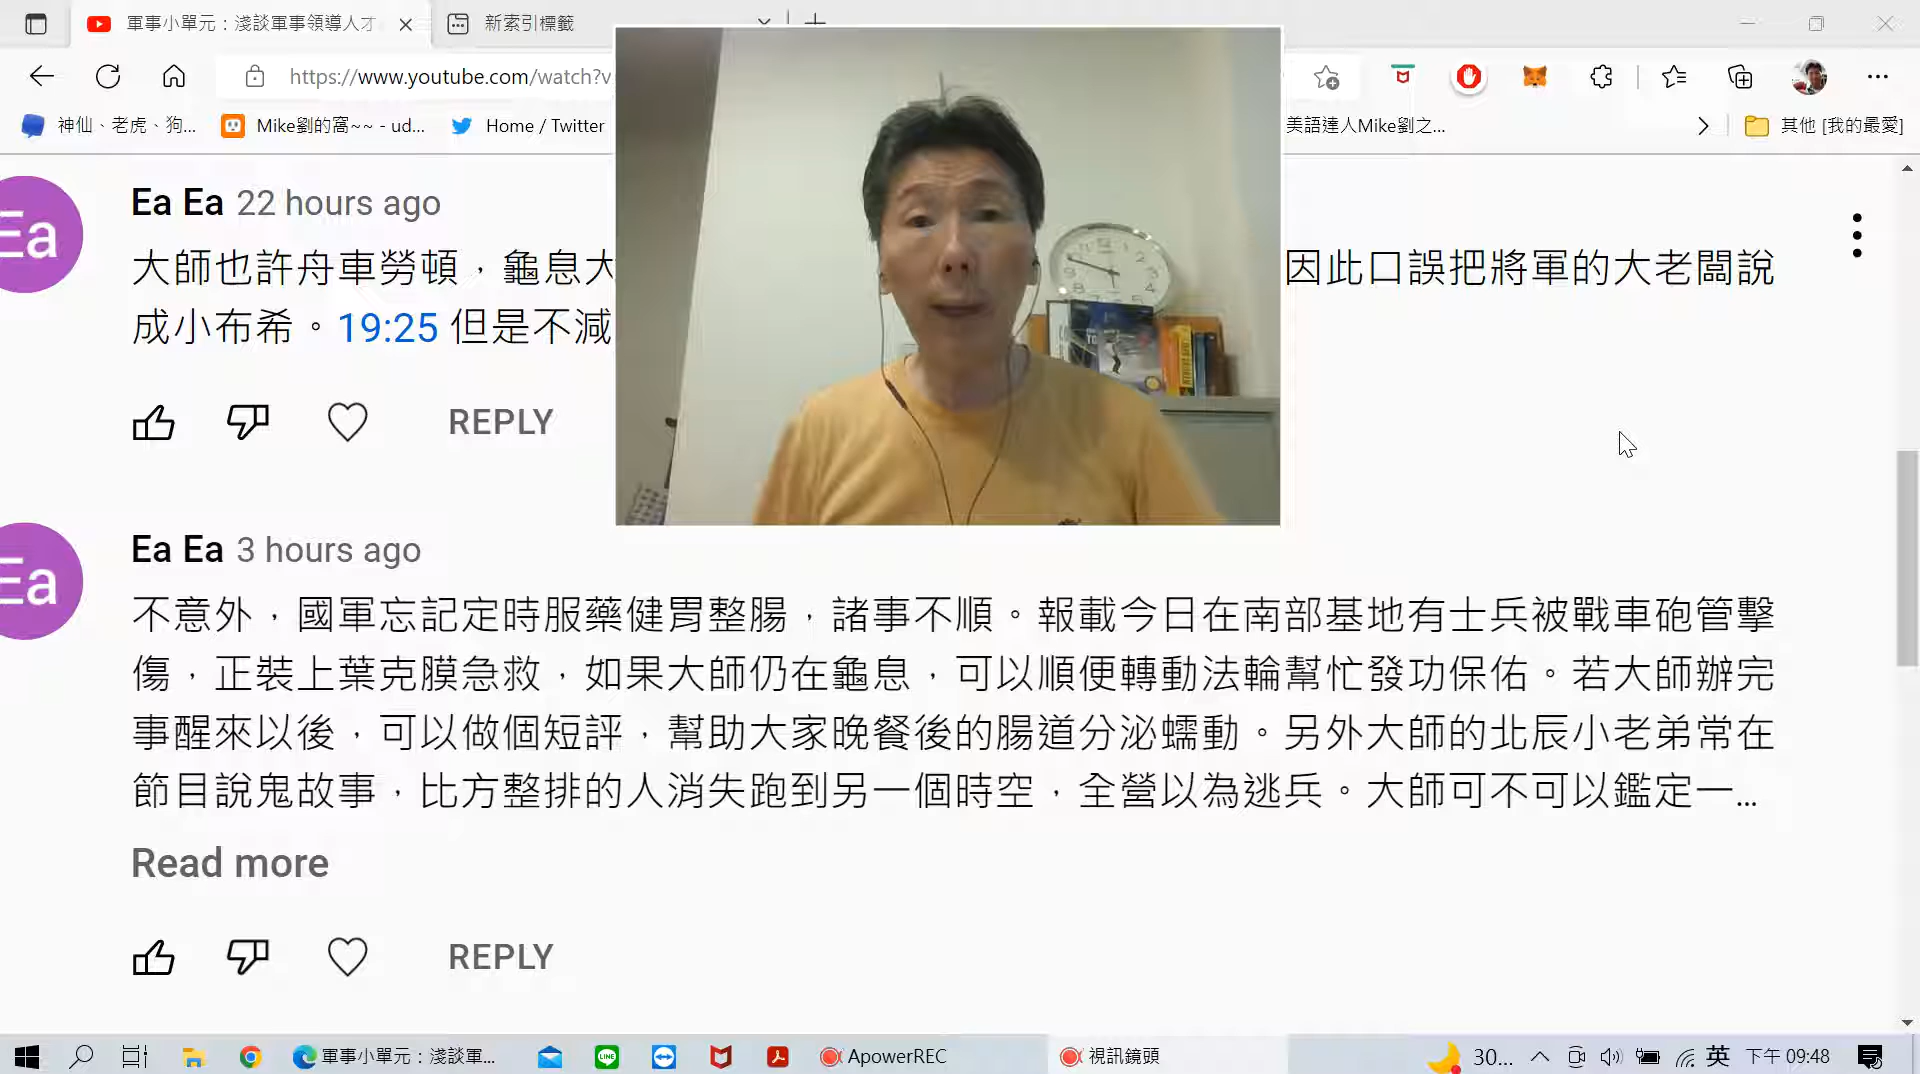 軍事小單元：淺談軍事領導人才
新索引標籤
https://www.youtube.com/watch?v
神仙、老虎、狗...
Mike劉的窩~~ - ud...
Home / Twitter
美語達人Mike劉之...
其他 [我的最愛]
Ea
Ea Ea 22 hours ago
大師也許舟車勞頓，龜息大
因此口誤把將軍的大老闆說
成小布希。19:25 但是不減
REPLY
Ea
Ea Ea 3 hours ago
不意外，國軍忘記定時服藥健胃整腸，諸事不順。報載今日在南部基地有士兵被戰車砲管擊
傷，正裝上葉克膜急救，如果大師仍在龜息，可以順便轉動法輪幫忙發功保佑。若大師辦完
事醒來以後，可以做個短評，幫助大家晚餐後的腸道分泌蠕動。另外大師的北辰小老弟常在
節目說鬼故事，比方整排的人消失跑到另一個時空，全營以為逃兵。大師可不可以鑑定一...
Read more
REPLY
軍事小單元：淺談軍...
LINE
ApowerREC
視訊鏡頭
30...
英
下午 09:48